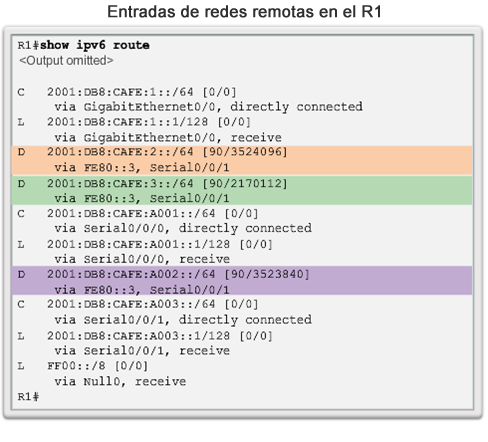 Entradas de redes remotas en el R1
R1#show ipv6 route
<Output omitted>
C 2001:DB8:CAFE:1::/64 [0/0]
via GigabitEthernet0/0, directly connected
L 2001:DB8:CAFE:1::1/128 [0/0]
via GigabitEthernet0/0, receive
D 2001:DB8:CAFE:2::/64 [90/3524096]
via FE80::3, Serial0/0/1
D 2001:DB8:CAFE:3::/64 [90/2170112]
via FE80::3, Serial0/0/1
C 2001:DB8:CAFE:A001::/64 [0/0]
via Serial0/0/0, directly connected
L 2001:DB8:CAFE:A001::1/128 [0/0]
via Serial0/0/0, receive
D 2001:DB8:CAFE:A002::/64 [90/3523840]
via FE80::3, Serial0/0/1
C 2001:DB8:CAFE:A003::/64 [0/0]
via Serial0/0/1, directly connected
L 2001:DB8:CAFE:A003::1/128 [0/0]
via Serial0/0/1, receive
L FF00::/8 [0/0]
via Null0, receive
R1#